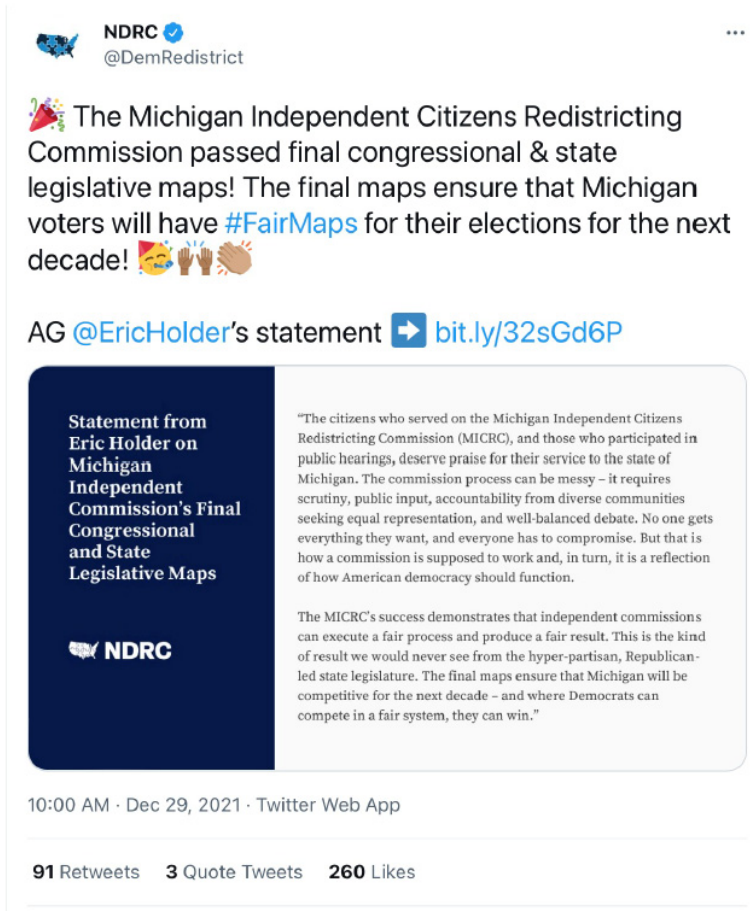 NDRC
@DemRedistrict
🎉 The Michigan Independent Citizens Redistricting
Commission passed final congressional & state
legislative maps! The final maps ensure that Michigan
voters will have #FairMaps for their elections for the next
decade! 🥳🙌🏽👏🏽
AG @EricHolder’s statement ➡️ bit.ly/32sGd6P
Statement from
Eric Holder on
Michigan
Independent
Commission’s Final
Congressional
and State
Legislative Maps
NDRC
“The citizens who served on the Michigan Independent Citizens
Redistricting Commission (MICRC), and those who participated in
public hearings, deserve praise for their service to the state of
Michigan. The commission process can be messy – it requires
scrutiny, public input, accountability from diverse communities
seeking equal representation, and well-balanced debate. No one gets
everything they want, and everyone has to compromise. But that is
how a commission is supposed to work and, in turn, it is a reflection
of how American democracy should function.
The MICRC’s success demonstrates that independent commissions
can execute a fair process and produce a fair result. This is the kind
of result we would never see from the hyper-partisan, Republican-
led state legislature. The final maps ensure that Michigan will be
competitive for the next decade – and where Democrats can
compete in a fair system, they can win.”
10:00 AM · Dec 29, 2021 · Twitter Web App
91 Retweets 3 Quote Tweets 260 Likes